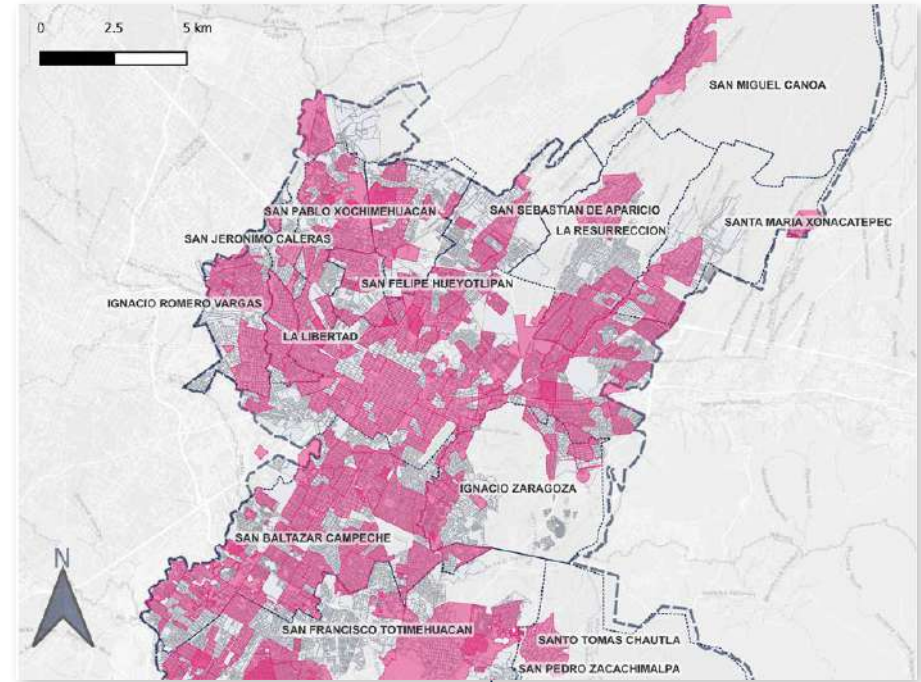 0 2.5 5 km
SAN MIGUEL CANOA
SAN PABLO XOCHIMEHUACAN
SAN SEBASTIAN DE APARICIO
SANTA MARIA XONACATEPEC
LA RESURRECCION
SAN JERONIMO CALERAS
SAN FELIPE HUEYOTLIPAN
IGNACIO ROMERO VARGAS
LA LIBERTAD
IGNACIO ZARAGOZA
SAN BALTAZAR CAMPECHE
N
SAN FRANCISCO TOTIMEHUACAN
SANTO TOMAS CHAUTLA
SAN PEDRO ZACACHIMALPA